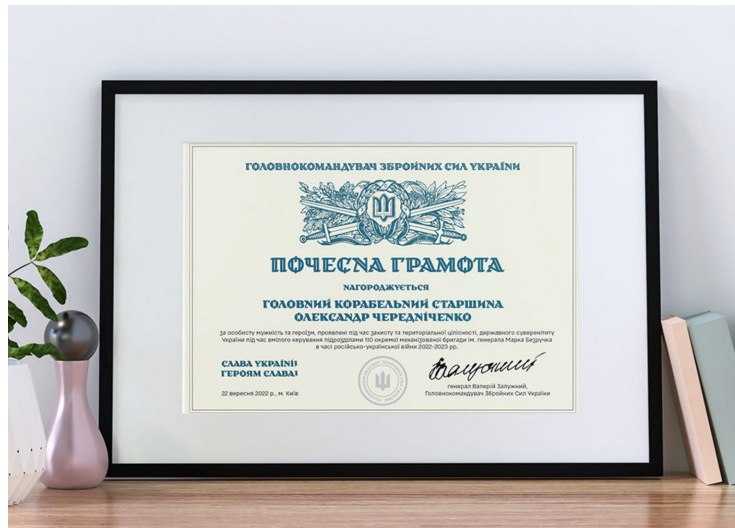 ГОЛОВНОКОМАНДУВАЧ ЗБРОЙНИХ СИЛ УКРАЇНИ
ПОЧЕСНА ГРАМОТА
НАГОРОДЖУЄТЬСЯ
ГОЛОВНИЙ КОРАБЕЛЬНИЙ СТАРШИНА
ОЛЕКСАНДР ЧЕРЕДНІЧЕНКО
за особисту мужність та героїзм, проявлені під час захисту та територіальної цілісності, державного суверенітету
України під час вмілого керування підрозділами 110 окремої механізованої бригади ім. генерала Марка Безручка
в часі російсько-української війни 2022-2023 рр.
СЛАВА УКРАЇНІ!
ГЕРОЯМ СЛАВА!
22 вересня 2022 р., м. Київ
генерал Валерій Залужний,
Головнокомандувач Збройних Сил України